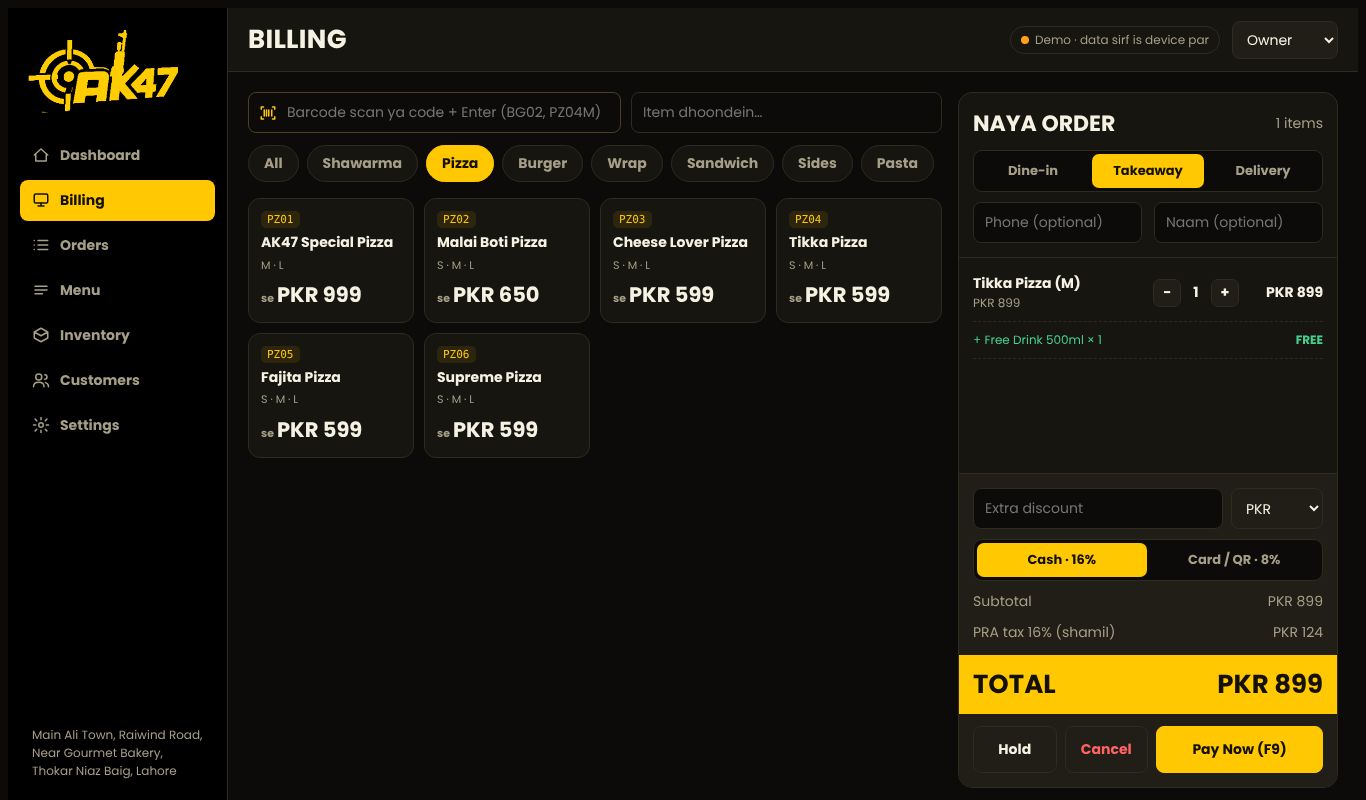 AK47
Dashboard
Billing
Orders
Menu
Inventory
Customers
Settings
Main Ali Town, Raiwind Road,
Near Gourmet Bakery,
Thokar Niaz Baig, Lahore
BILLING
Demo · data sirf is device par
Owner
Barcode scan ya code + Enter (BG02, PZ04M)
Item dhoondein…
All
Shawarma
Pizza
Burger
Wrap
Sandwich
Sides
Pasta
PZ01
AK47 Special Pizza
M · L
se PKR 999
PZ02
Malai Boti Pizza
S · M · L
se PKR 650
PZ03
Cheese Lover Pizza
S · M · L
se PKR 599
PZ04
Tikka Pizza
S · M · L
se PKR 599
PZ05
Fajita Pizza
S · M · L
se PKR 599
PZ06
Supreme Pizza
S · M · L
se PKR 599
NAYA ORDER
1 items
Dine-in
Takeaway
Delivery
Phone (optional)
Naam (optional)
Tikka Pizza (M)
PKR 899
− 1 + PKR 899
+ Free Drink 500ml × 1 FREE
Extra discount
PKR
Cash · 16%
Card / QR · 8%
Subtotal PKR 899
PRA tax 16% (shamil) PKR 124
TOTAL PKR 899
Hold
Cancel
Pay Now (F9)